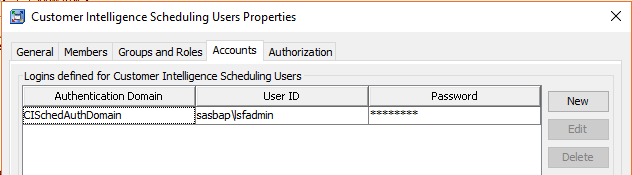 Customer Intelligence Scheduling Users Properties
General Members Groups and Roles Accounts Authorization
Logins defined for Customer Intelligence Scheduling Users
Authentication Domain User ID Password
CISchedAuthDomain sasbap\lsfadmin ********
New
Edit
Delete